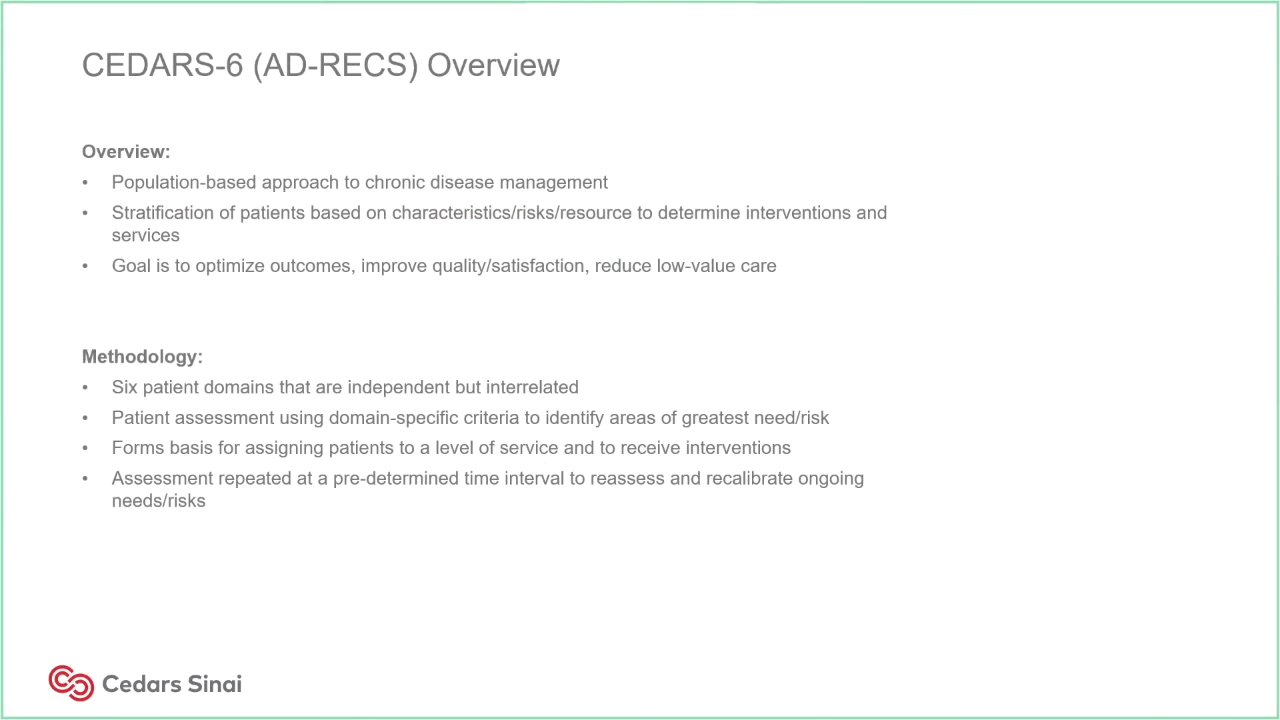 CEDARS-6 (AD-RECS) Overview
Overview:
• Population-based approach to chronic disease management
• Stratification of patients based on characteristics/risks/resource to determine interventions and
services
• Goal is to optimize outcomes, improve quality/satisfaction, reduce low-value care
Methodology:
• Six patient domains that are independent but interrelated
• Patient assessment using domain-specific criteria to identify areas of greatest need/risk
• Forms basis for assigning patients to a level of service and to receive interventions
• Assessment repeated at a pre-determined time interval to reassess and recalibrate ongoing
needs/risks
Cedars Sinai